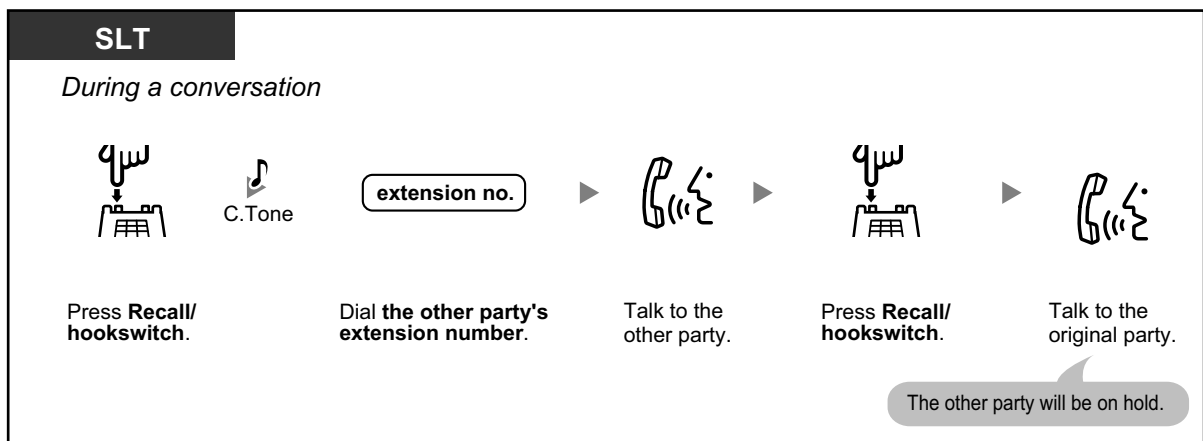 SLT
During a conversation
C.Tone
extension no.
Press Recall/
hookswitch.
Dial the other party's
extension number.
Talk to the
other party.
Press Recall/
hookswitch.
Talk to the
original party.
The other party will be on hold.